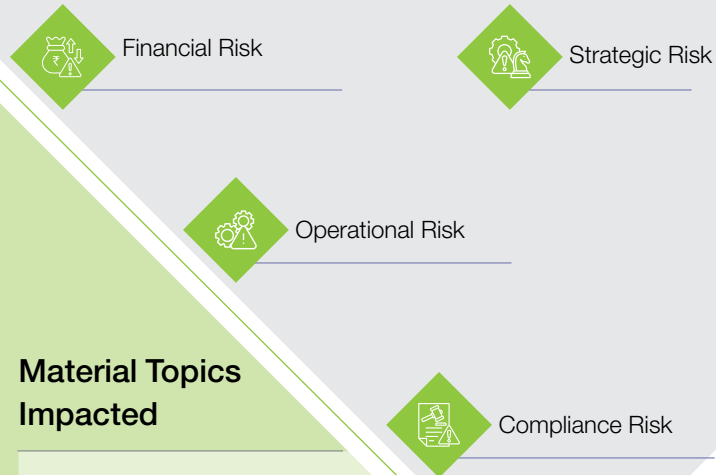 Financial Risk
Strategic Risk
Operational Risk
Material Topics
Impacted
Compliance Risk